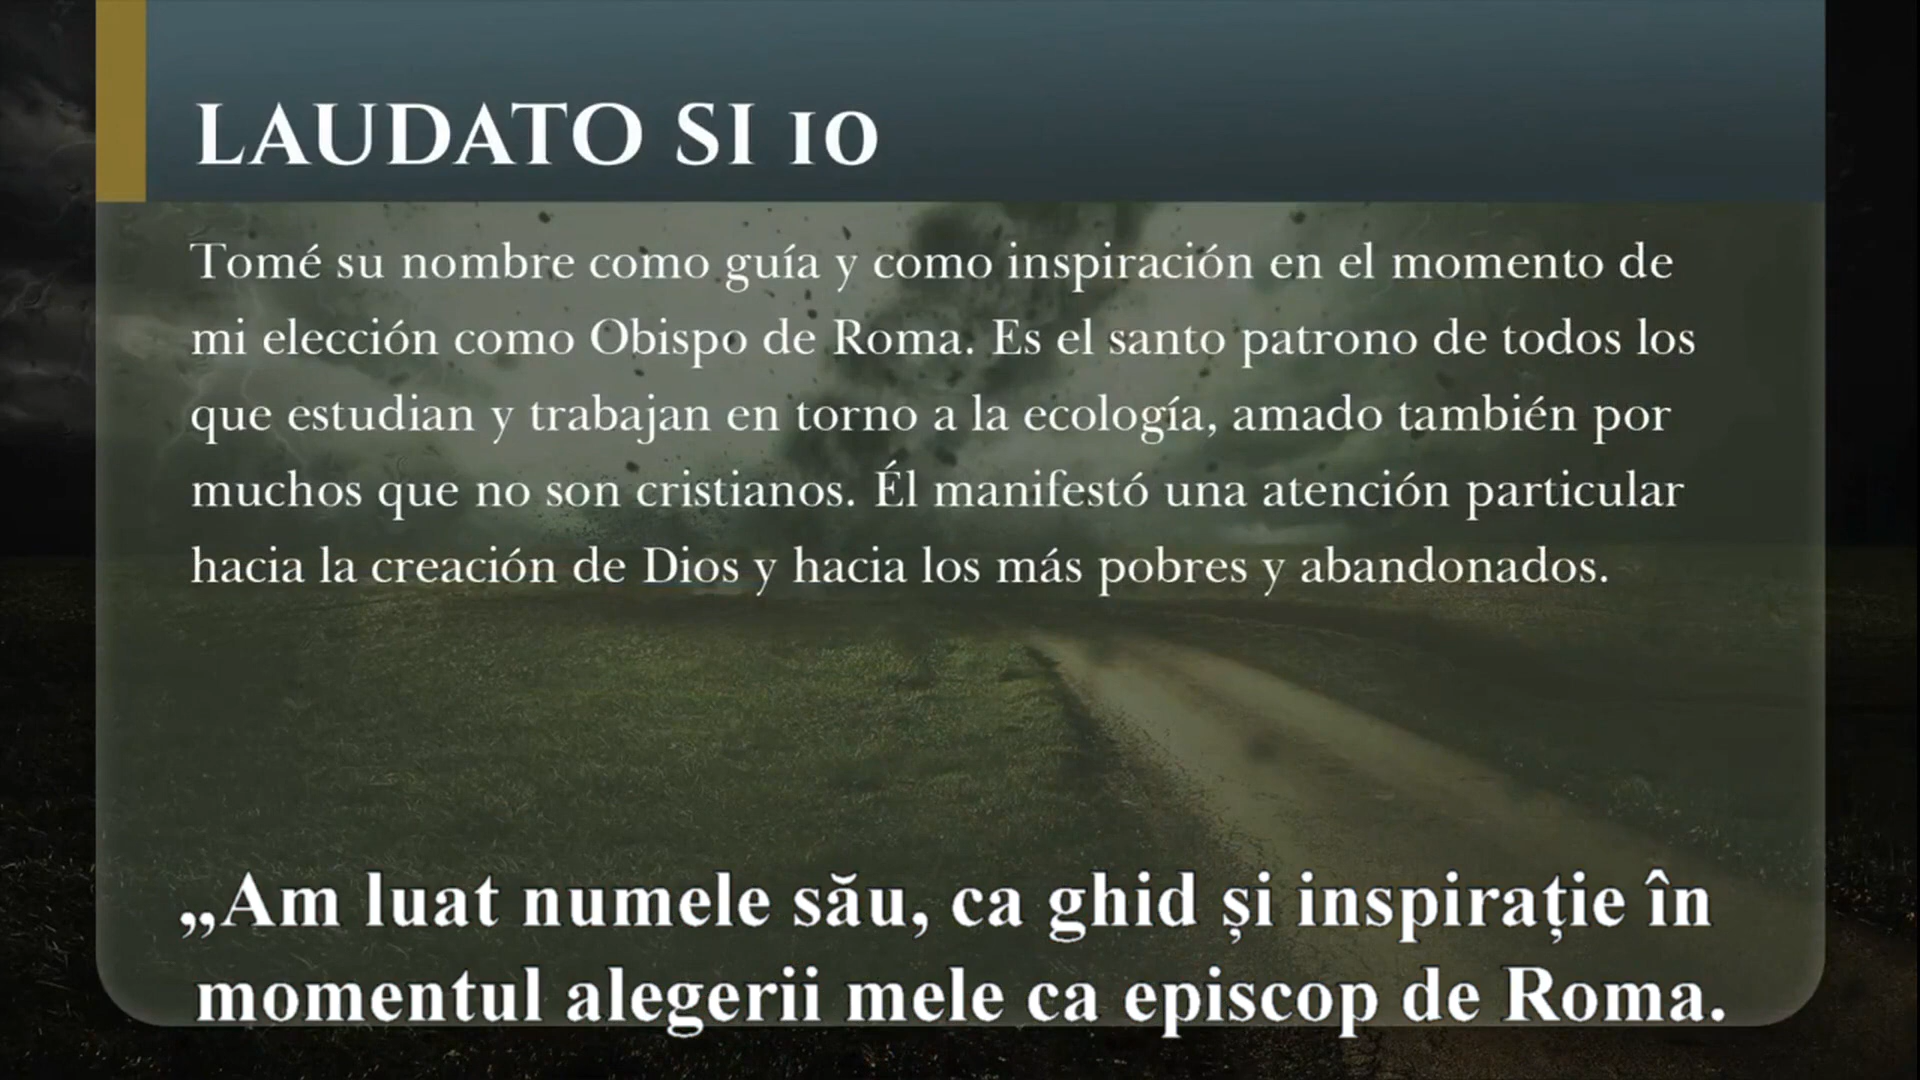 LAUDATO SI 10
Tomé su nombre como guía y como inspiración en el momento de
mi elección como Obispo de Roma. Es el santo patrono de todos los
que estudian y trabajan en torno a la ecología, amado también por
muchos que no son cristianos. Él manifestó una atención particular
hacia la creación de Dios y hacia los más pobres y abandonados.
„Am luat numele său, ca ghid și inspirație în
momentul alegerii mele ca episcop de Roma.